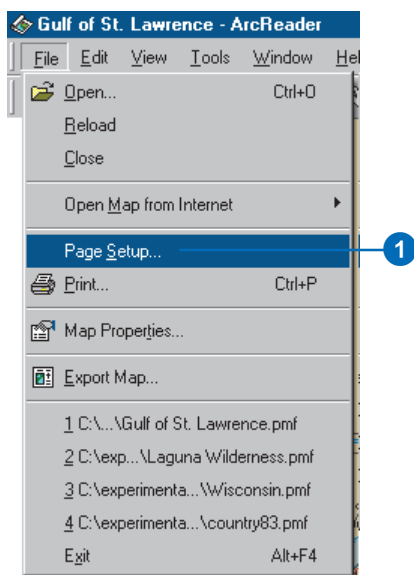 Gulf of St. Lawrence - ArcReader
File Edit View Tools Window Hel
Open... Ctrl+O
Reload
Close
Open Map from Internet
Page Setup... 1
Print... Ctrl+P
Map Properties...
Export Map...
1 C:\...\Gulf of St. Lawrence.pmf
2 C:\exp...\Laguna Wilderness.pmf
3 C:\experimenta...\Wisconsin.pmf
4 C:\experimenta...\country83.pmf
Exit Alt+F4